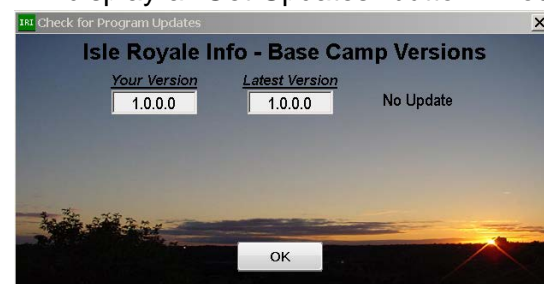 IRI Check for Program Updates X
Isle Royale Info - Base Camp Versions
Your Version Latest Version
1.0.0.0 1.0.0.0 No Update
OK